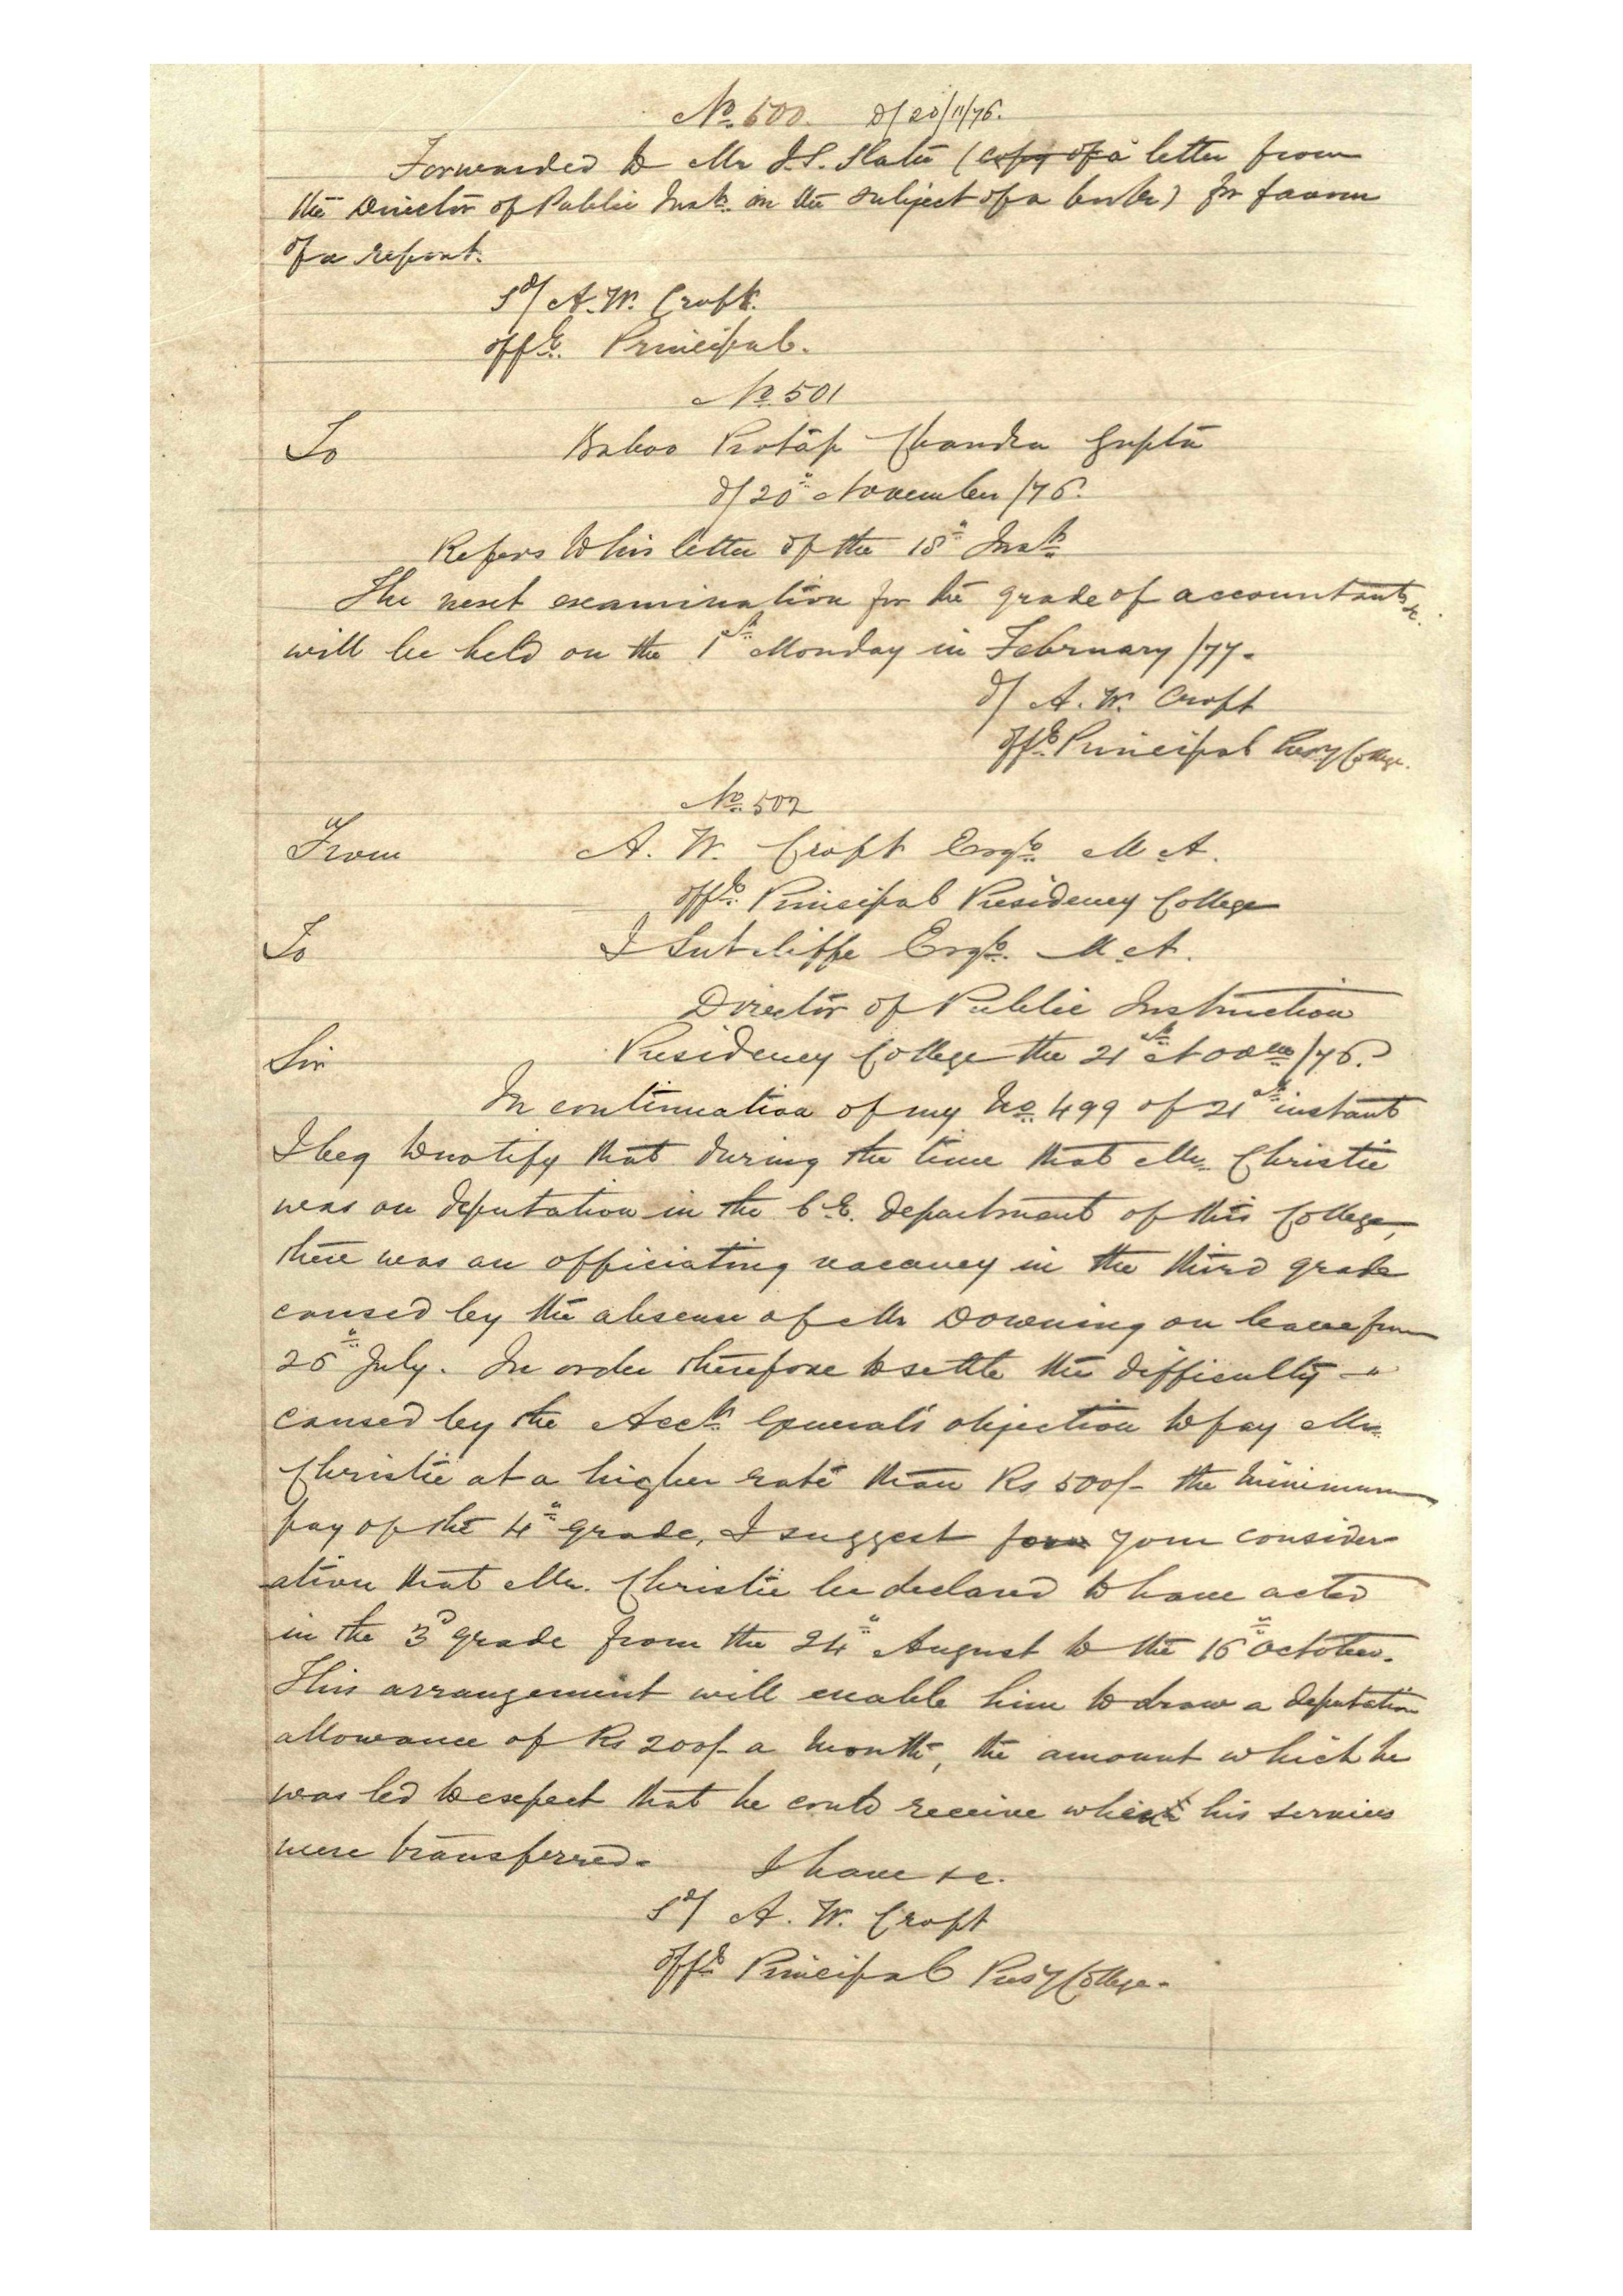 No. 500. d/ 20/11/76.
Forwarded to Mr J.S. Slater (copy of a letter from
the Director of Public Inst. on the subject of a ) for favour
of a report.
Sd/ A. W. Croft.
Offg. Principal.
No. 501
To Baboo Protap Chandra Gupta
d/ 20th November /76.
Refers to his letter of the 18th Inst
The next examination for the grade of accountants &c.
will be held on the 1st Monday in February /77.
d/ A. W. Croft
Offg. Principal Presy College.
No. 502
From A. W. Croft Esqr. M.A.
offg. Principal Presidency College
To J Sutcliffe Esqr. M.A.
Director of Public Instruction
Sir Presidency College the 21st Novr /76.
In continuation of my No. 499 of 21st instant
I beg to notify that during the time that Mr. Christie
was on deputation in the C.E. department of this College,
there was an officiating vacancy in the third grade
caused by the absence of Mr Downing on leave from
26th July. In order therefore to settle the difficulty -
caused by the Acct. General's objection to pay Mr.
Christie at a higher rate than Rs 500/- the minimum
pay of the 4th grade, I suggest for your consider-
ation that Mr. Christie be declared to have acted
in the 3d grade from the 24th August to the 16th October.
This arrangement will enable him to draw a deputation
allowance of Rs 200/- a month, the amount which he
was led to expect that he could receive when his services
were transferred. I have &c.
Sd/ A. W. Croft
Offg. Principal Presy College.